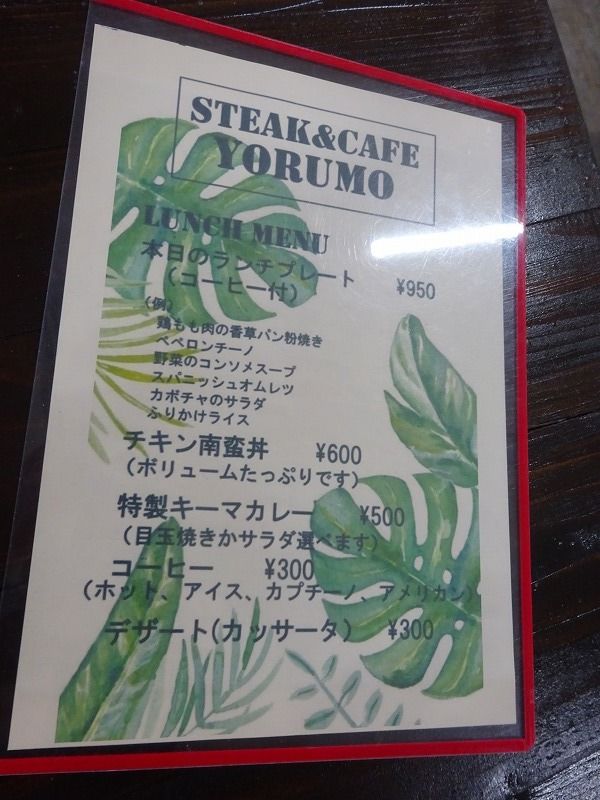 STEAK&CAFE
YORUMO
LUNCH MENU
本日のランチプレート ¥950
(コーヒー付)
(例)
鶏もも肉の香草パン粉焼き
ペペロンチーノ
野菜のコンソメスープ
スパニッシュオムレツ
カボチャのサラダ
ふりかけライス
チキン南蛮丼 ¥600
(ボリュームたっぷりです)
特製キーマカレー ¥500
(目玉焼きかサラダ選べます)
コーヒー ¥300
(ホット、アイス、カプチーノ、アメリカン)
デザート(カッサータ) ¥300